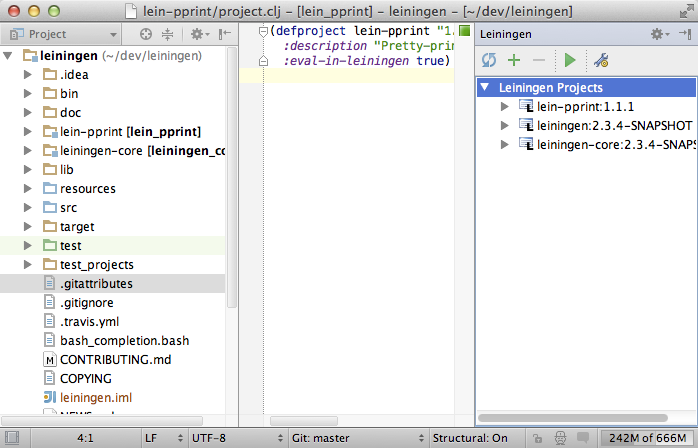 lein-pprint/project.clj – [lein_pprint] – leiningen – [~/dev/leiningen]
Project
leiningen (~/dev/leiningen)
.idea
bin
doc
lein-pprint [lein_pprint]
leiningen-core [leiningen_co
lib
resources
src
target
test
test_projects
.gitattributes
.gitignore
.travis.yml
bash_completion.bash
CONTRIBUTING.md
COPYING
leiningen.iml
(defproject lein-pprint "1.
:description "Pretty-prin
:eval-in-leiningen true)
Leiningen
Leiningen Projects
lein-pprint:1.1.1
leiningen:2.3.4-SNAPSHOT
leiningen-core:2.3.4-SNAPS
4:1 LF UTF-8 Git: master Structural: On 242M of 666M